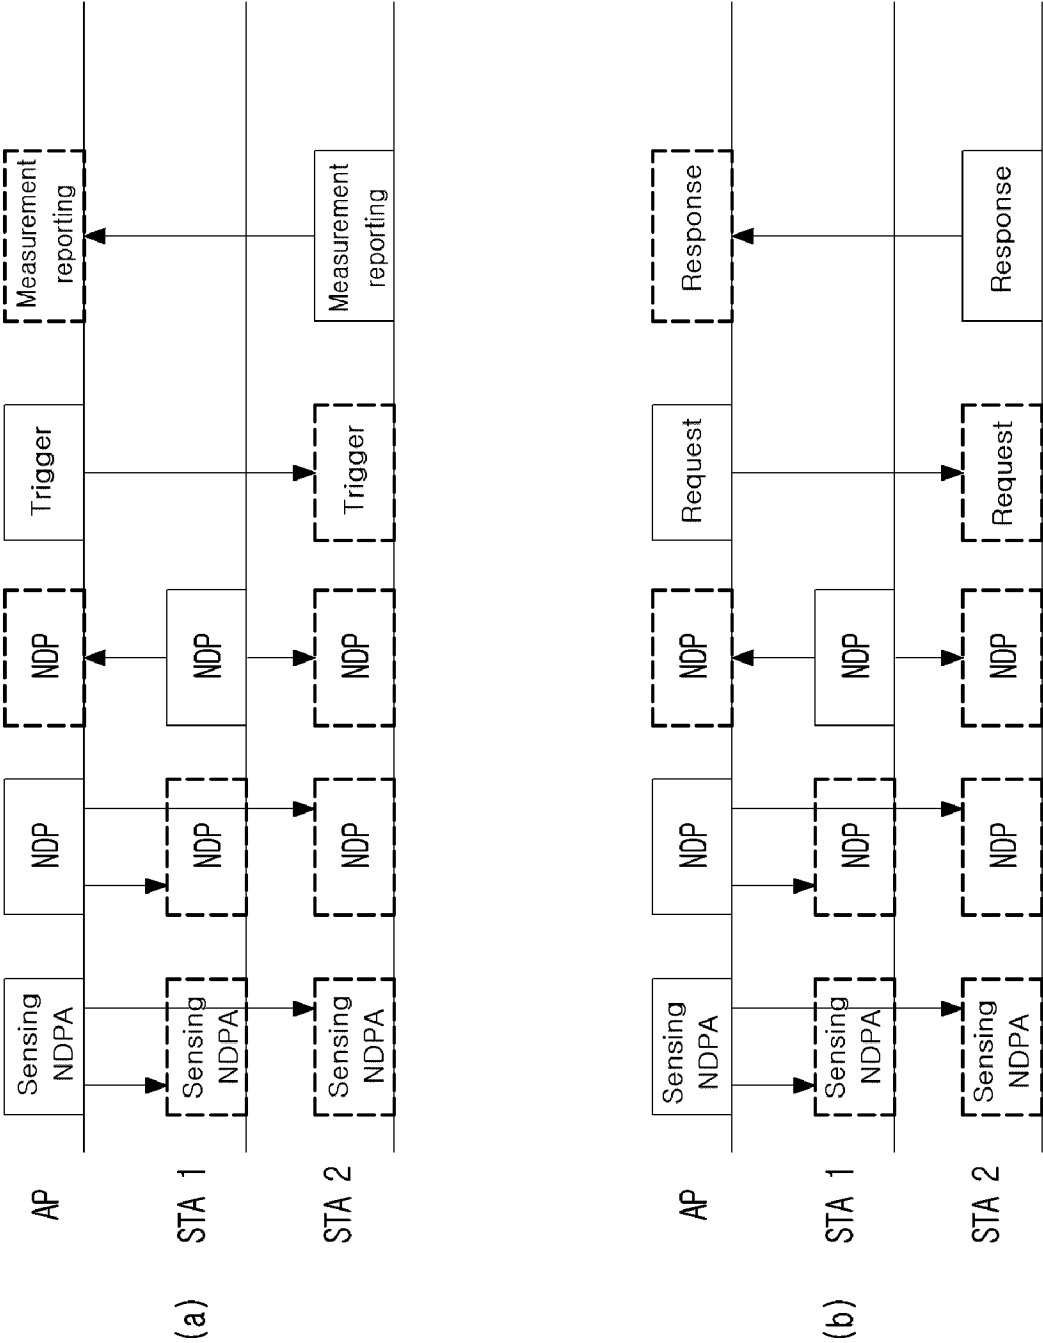 (a)
AP
Sensing
NDPA
NDP
NDP
Trigger
Measurement
reporting
STA 1
Sensing
NDPA
NDP
NDP
STA 2
Sensing
NDPA
NDP
NDP
Trigger
Measurement
reporting
(b)
AP
Sensing
NDPA
NDP
NDP
Request
Response
STA 1
Sensing
NDPA
NDP
NDP
STA 2
Sensing
NDPA
NDP
NDP
Request
Response